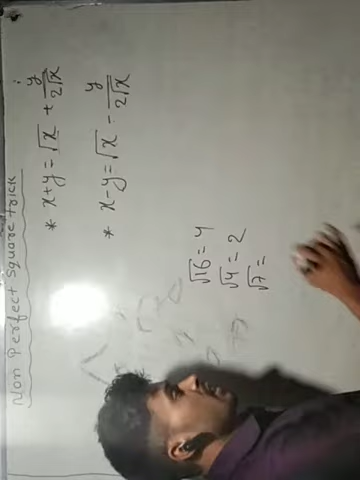 Non Perfect Square trick
* x+y = √x + y/2√x
* x-y = √x - y/2√x
√16 = 4
√4 = 2
√7 =